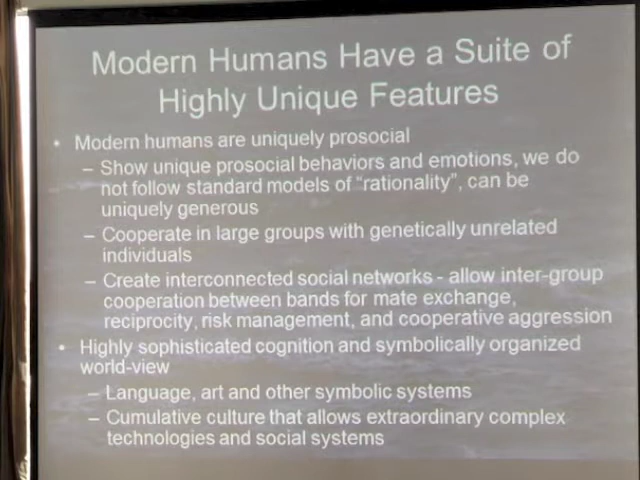 Modern Humans Have a Suite of
Highly Unique Features
• Modern humans are uniquely prosocial
– Show unique prosocial behaviors and emotions, we do
not follow standard models of “rationality”, can be
uniquely generous
– Cooperate in large groups with genetically unrelated
individuals
– Create interconnected social networks - allow inter-group
cooperation between bands for mate exchange,
reciprocity, risk management, and cooperative aggression
• Highly sophisticated cognition and symbolically organized
world-view
– Language, art and other symbolic systems
– Cumulative culture that allows extraordinary complex
technologies and social systems